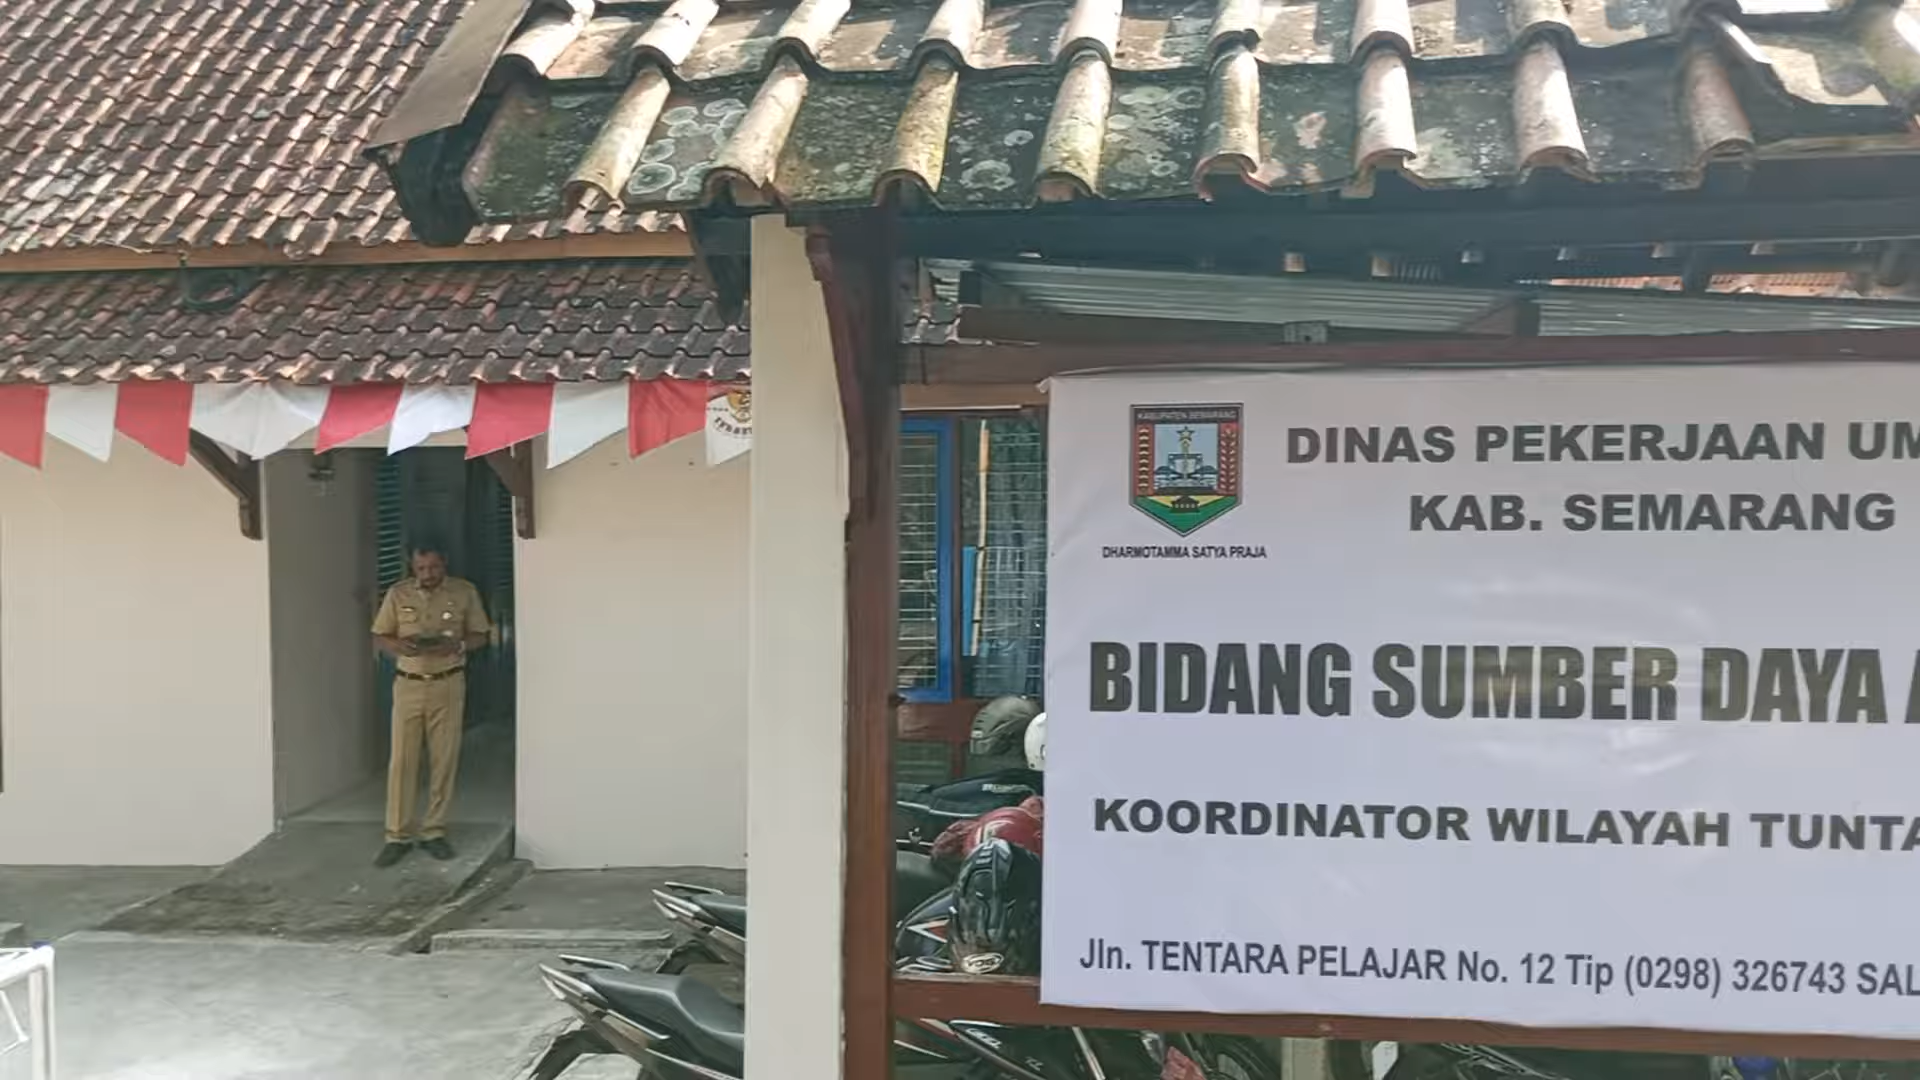 KABUPATEN SEMARANG
DHARMOTAMMA SATYA PRAJA
DINAS PEKERJAAN UM
KAB. SEMARANG
BIDANG SUMBER DAYA A
KOORDINATOR WILAYAH TUNTA
Jln. TENTARA PELAJAR No. 12 Tlp (0298) 326743 SAL